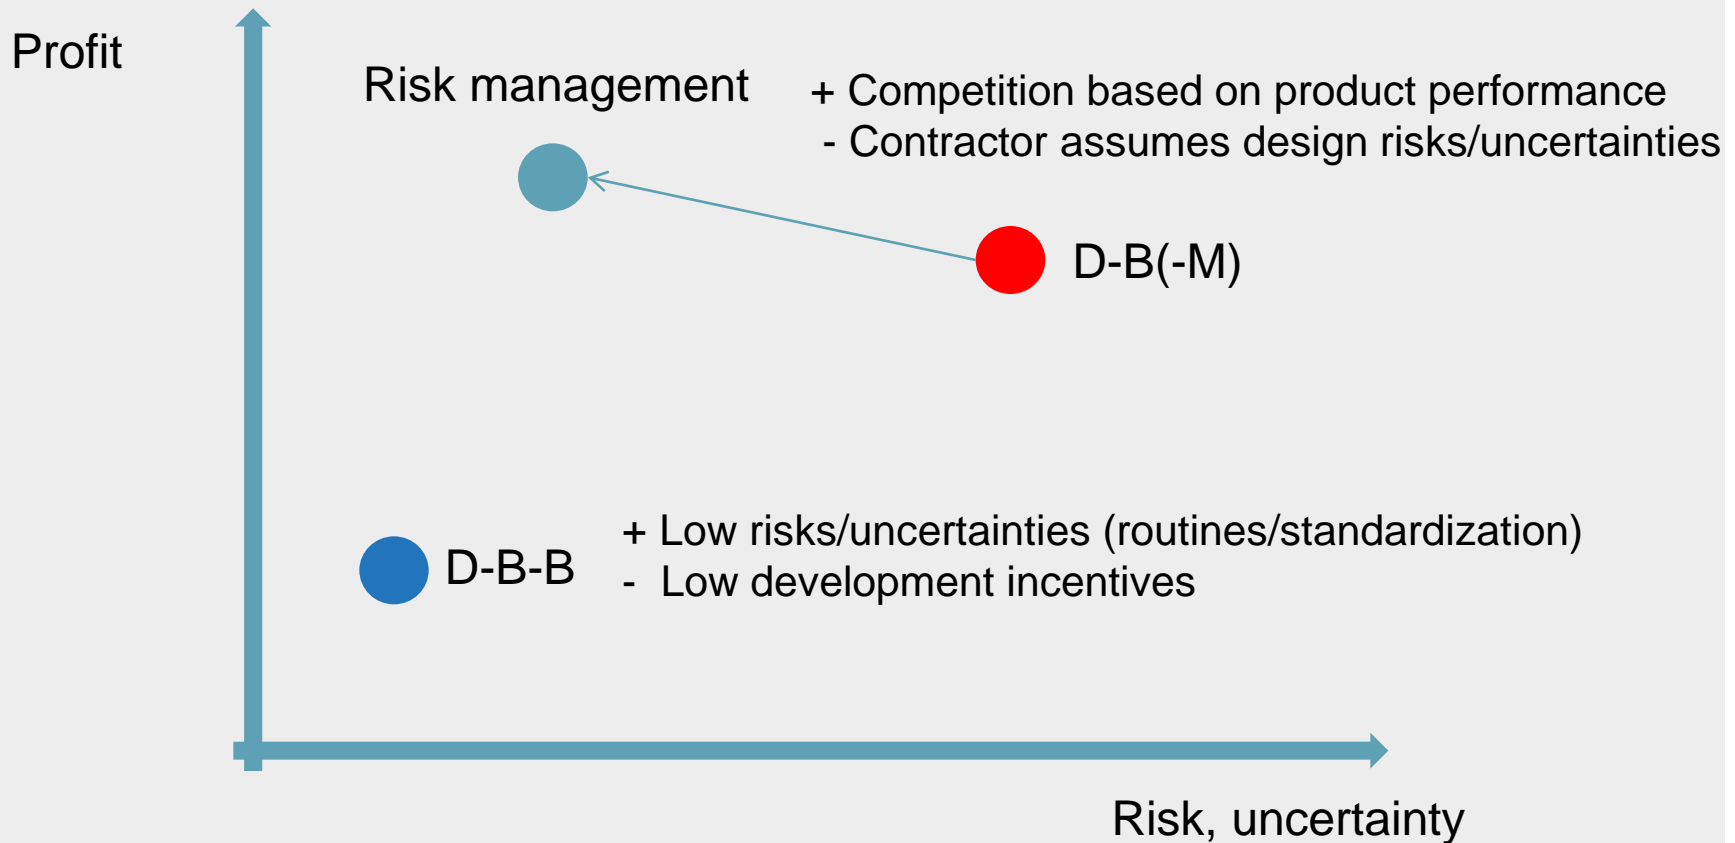 Profit
Risk management
+ Competition based on product performance
- Contractor assumes design risks/uncertainties
D-B(-M)
D-B-B
+ Low risks/uncertainties (routines/standardization)
- Low development incentives
Risk, uncertainty